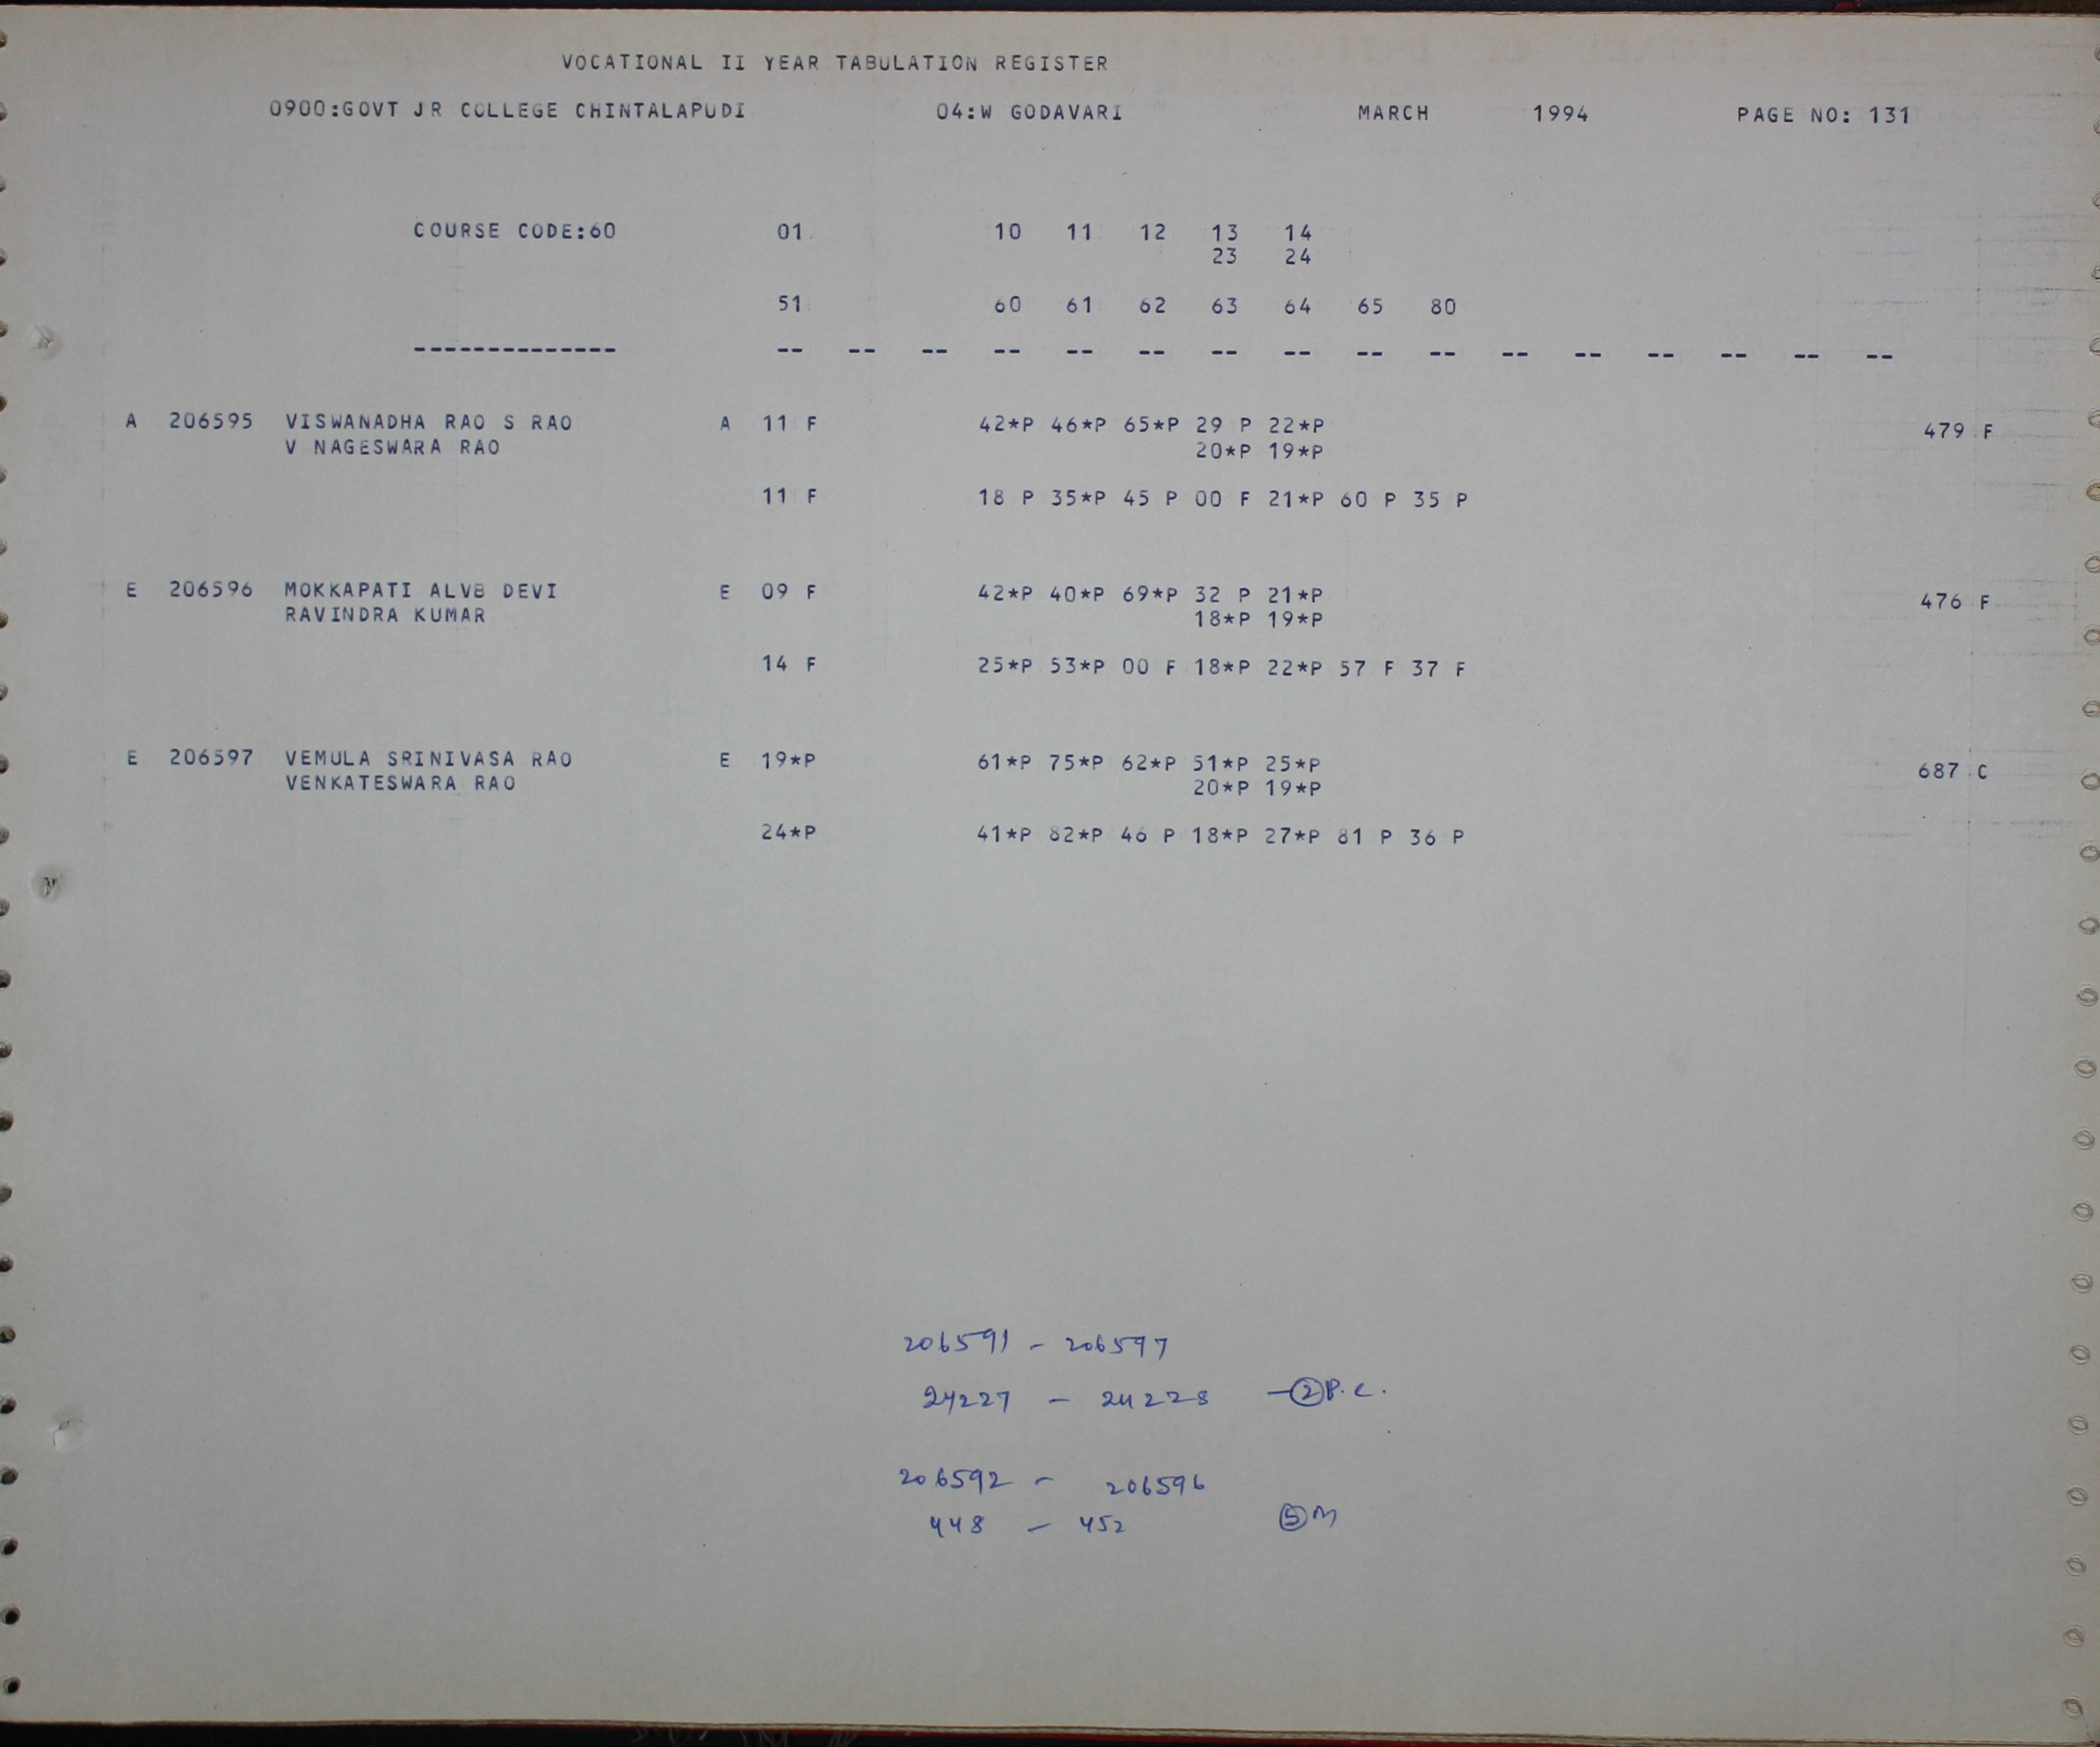 VOCATIONAL II YEAR TABULATION REGISTER
0900:GOVT JR COLLEGE CHINTALAPUDI 04:W GODAVARI MARCH 1994 PAGE NO: 131
COURSE CODE:60 01 10 11 12 13 14
23 24
51 60 61 62 63 64 65 80
-------------- -- -- -- -- -- -- -- -- -- -- -- -- -- -- -- --
A 206595 VISWANADHA RAO S RAO A 11 F 42*P 46*P 65*P 29 P 22*P 479 F
V NAGESWARA RAO 20*P 19*P
11 F 18 P 35*P 45 P 00 F 21*P 60 P 35 P
E 206596 MOKKAPATI ALVB DEVI E 09 F 42*P 40*P 69*P 32 P 21*P 476 F
RAVINDRA KUMAR 18*P 19*P
14 F 25*P 53*P 00 F 18*P 22*P 57 F 37 F
E 206597 VEMULA SRINIVASA RAO E 19*P 61*P 75*P 62*P 51*P 25*P 687 C
VENKATESWARA RAO 20*P 19*P
24*P 41*P 82*P 46 P 18*P 27*P 81 P 36 P
206591 - 206597
24227 - 24228 - 2 P.C.
206592 - 206596
448 - 452 5 M